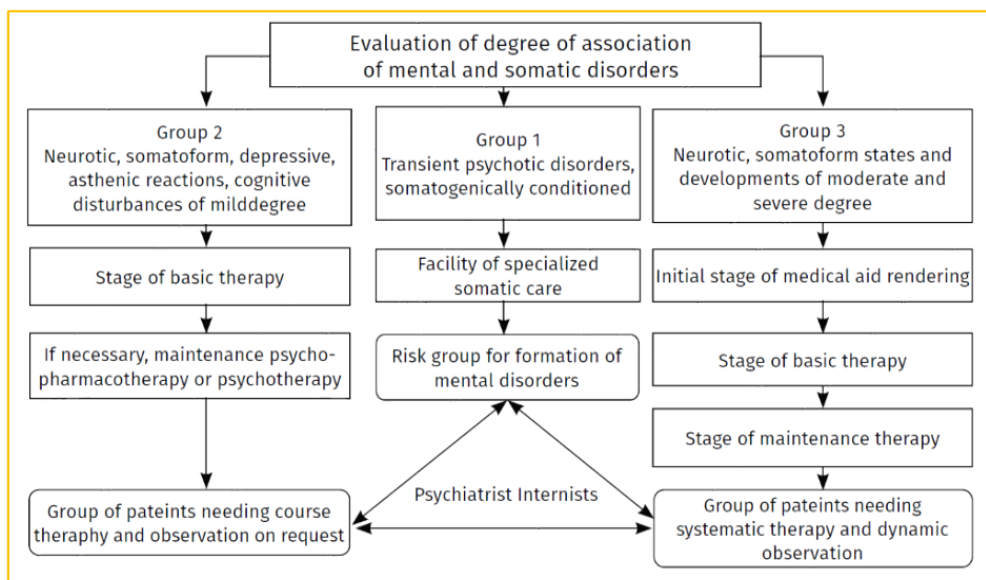 Evaluation of degree of association
of mental and somatic disorders
Group 2
Neurotic, somatoform, depressive,
asthenic reactions, cognitive
disturbances of milddegree
Group 1
Transient psychotic disorders,
somatogenically conditioned
Group 3
Neurotic, somatoform states and
developments of moderate and
severe degree
Stage of basic therapy
Facility of specialized
somatic care
Initial stage of medical aid rendering
If necessary, maintenance psycho-
pharmacotherapy or psychotherapy
Risk group for formation of
mental disorders
Stage of basic therapy
Stage of maintenance therapy
Psychiatrist Internists
Group of pateints needing course
theraphy and observation on request
Group of pateints needing
systematic therapy and dynamic
observation